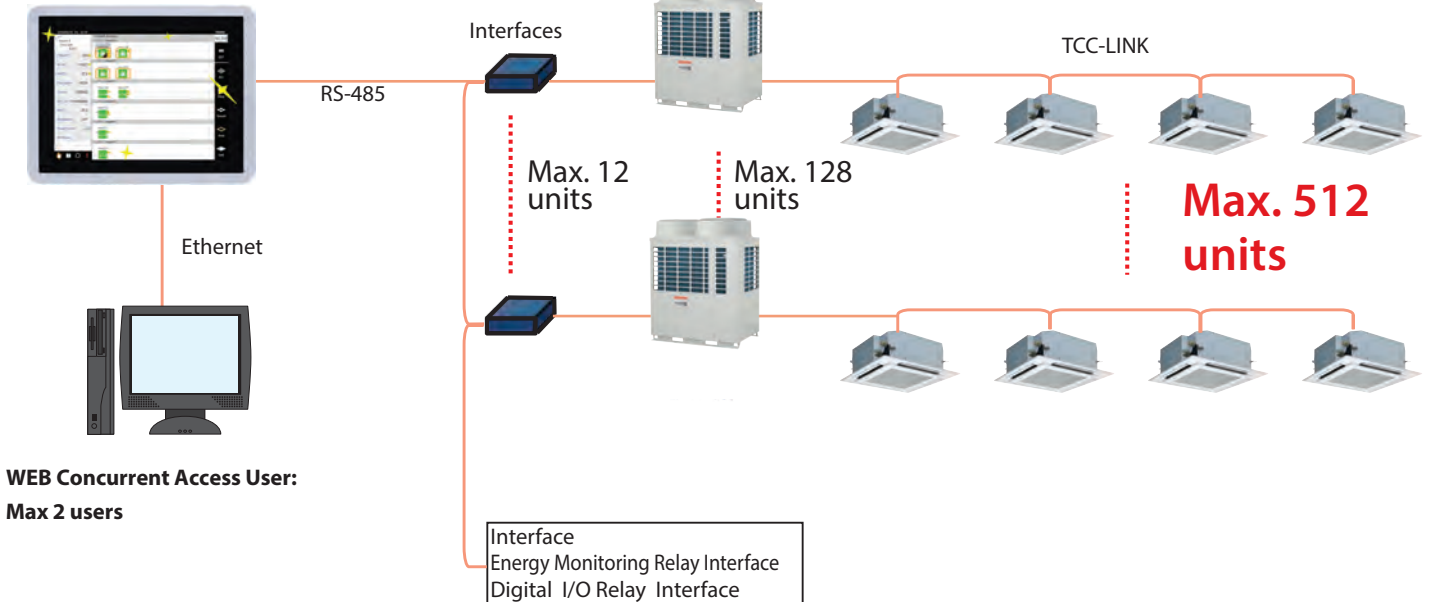 Interfaces
TCC-LINK
RS-485
Max. 12
units
Max. 128
units
Max. 512
units
Ethernet
WEB Concurrent Access User:
Max 2 users
Interface
Energy Monitoring Relay Interface
Digital I/O Relay Interface